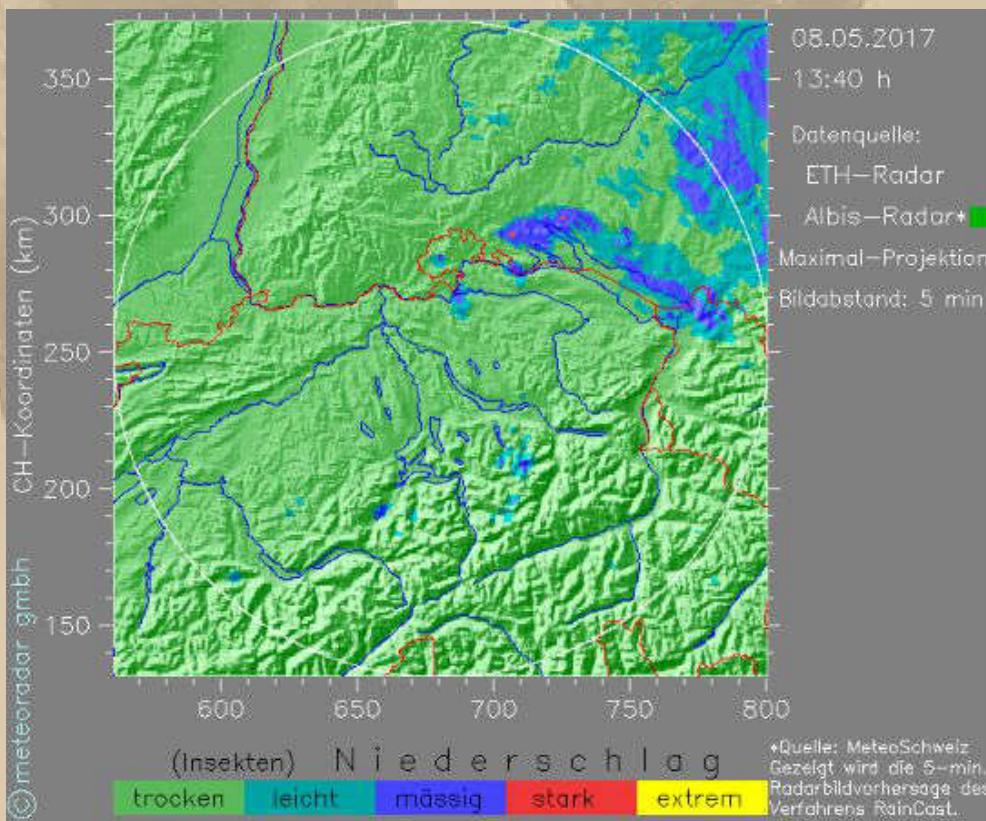 08.05.2017
13:40 h
Datenquelle:
ETH-Radar
Albis-Radar*
Maximal-Projektion
Bildabstand: 5 min
CH-Koordinaten (km)
350
300
250
200
150
600
650
700
750
800
©meteoradar gmbh
(Insekten) Niederschlag
trocken leicht mässig stark extrem
*Quelle: MeteoSchweiz
Gezeigt wird die 5-min.
Radarbildvorhersage des
Verfahrens RainCast.